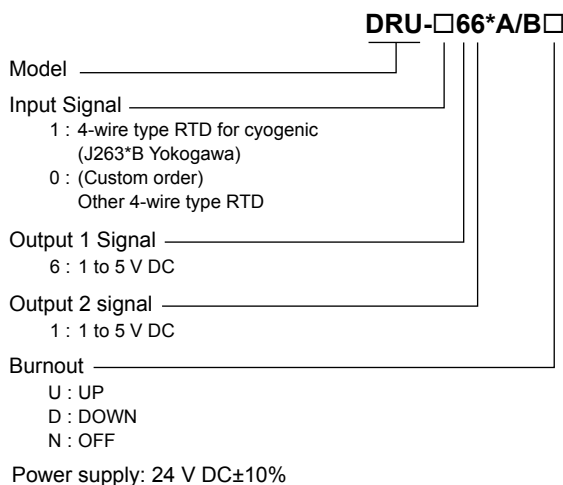 DRU-□66*A/B□
Model
Input Signal
1 : 4-wire type RTD for cyogenic
(J263*B Yokogawa)
0 : (Custom order)
Other 4-wire type RTD
Output 1 Signal
6 : 1 to 5 V DC
Output 2 signal
1 : 1 to 5 V DC
Burnout
U : UP
D : DOWN
N : OFF
Power supply: 24 V DC±10%